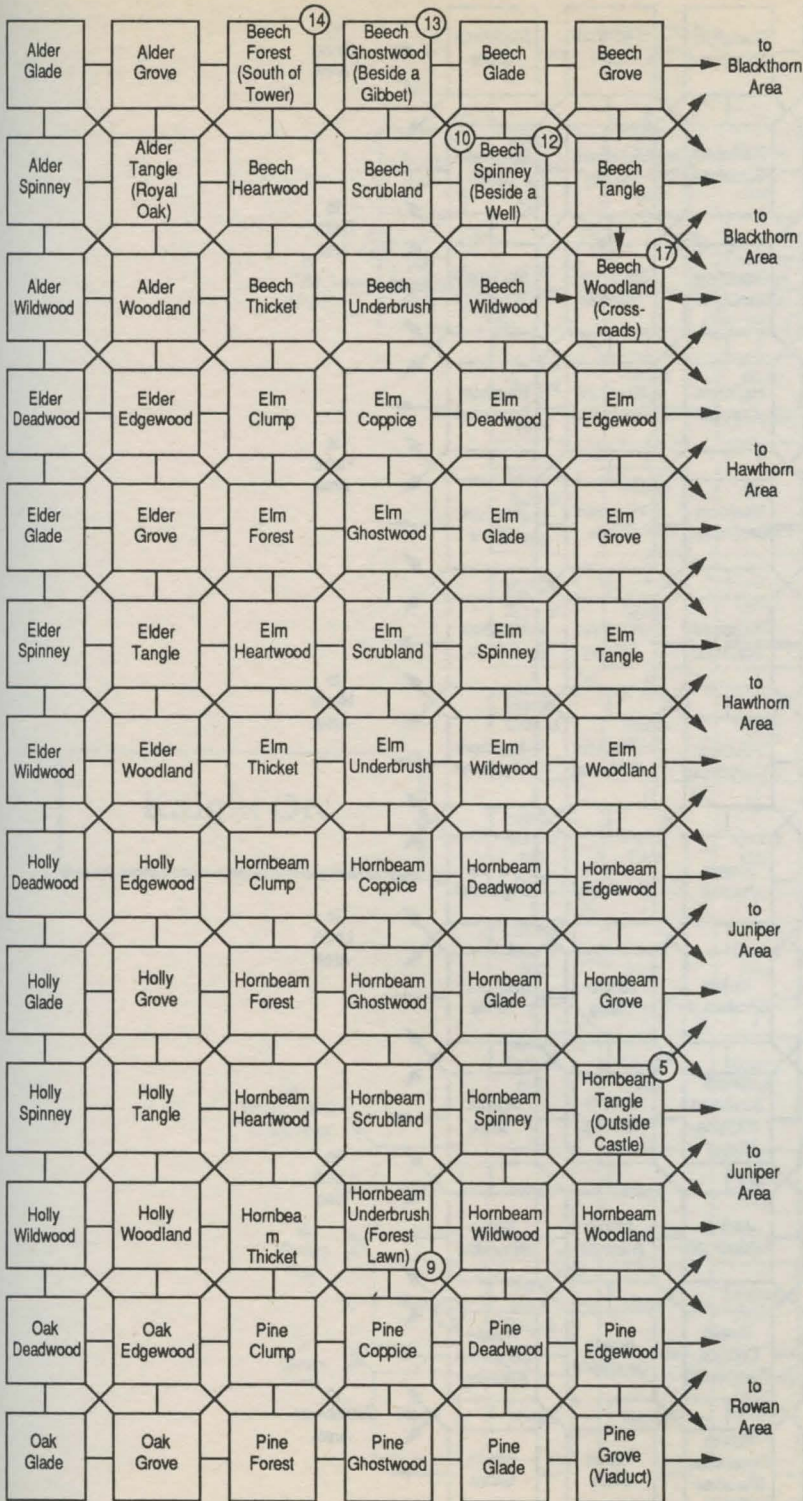 14
13
Alder
Glade
Alder
Grove
Beech
Forest
(South of
Tower)
Beech
Ghostwood
(Beside a
Gibbet)
Beech
Glade
Beech
Grove
to
Blackthorn
Area
10
12
Alder
Spinney
Alder
Tangle
(Royal
Oak)
Beech
Heartwood
Beech
Scrubland
Beech
Spinney
(Beside a
Well)
Beech
Tangle
to
Blackthorn
Area
17
Alder
Wildwood
Alder
Woodland
Beech
Thicket
Beech
Underbrush
Beech
Wildwood
Beech
Woodland
(Cross-
roads)
Elder
Deadwood
Elder
Edgewood
Elm
Clump
Elm
Coppice
Elm
Deadwood
Elm
Edgewood
to
Hawthorn
Area
Elder
Glade
Elder
Grove
Elm
Forest
Elm
Ghostwood
Elm
Glade
Elm
Grove
Elder
Spinney
Elder
Tangle
Elm
Heartwood
Elm
Scrubland
Elm
Spinney
Elm
Tangle
to
Hawthorn
Area
Elder
Wildwood
Elder
Woodland
Elm
Thicket
Elm
Underbrush
Elm
Wildwood
Elm
Woodland
Holly
Deadwood
Holly
Edgewood
Hornbeam
Clump
Hornbeam
Coppice
Hornbeam
Deadwood
Hornbeam
Edgewood
to
Juniper
Area
Holly
Glade
Holly
Grove
Hornbeam
Forest
Hornbeam
Ghostwood
Hornbeam
Glade
Hornbeam
Grove
5
Holly
Spinney
Holly
Tangle
Hornbeam
Heartwood
Hornbeam
Scrubland
Hornbeam
Spinney
Hornbeam
Tangle
(Outside
Castle)
to
Juniper
Area
Holly
Wildwood
Holly
Woodland
Hornbea
m
Thicket
Hornbeam
Underbrush
(Forest
Lawn)
9
Hornbeam
Wildwood
Hornbeam
Woodland
Oak
Deadwood
Oak
Edgewood
Pine
Clump
Pine
Coppice
Pine
Deadwood
Pine
Edgewood
to
Rowan
Area
Oak
Glade
Oak
Grove
Pine
Forest
Pine
Ghostwood
Pine
Glade
Pine
Grove
(Viaduct)